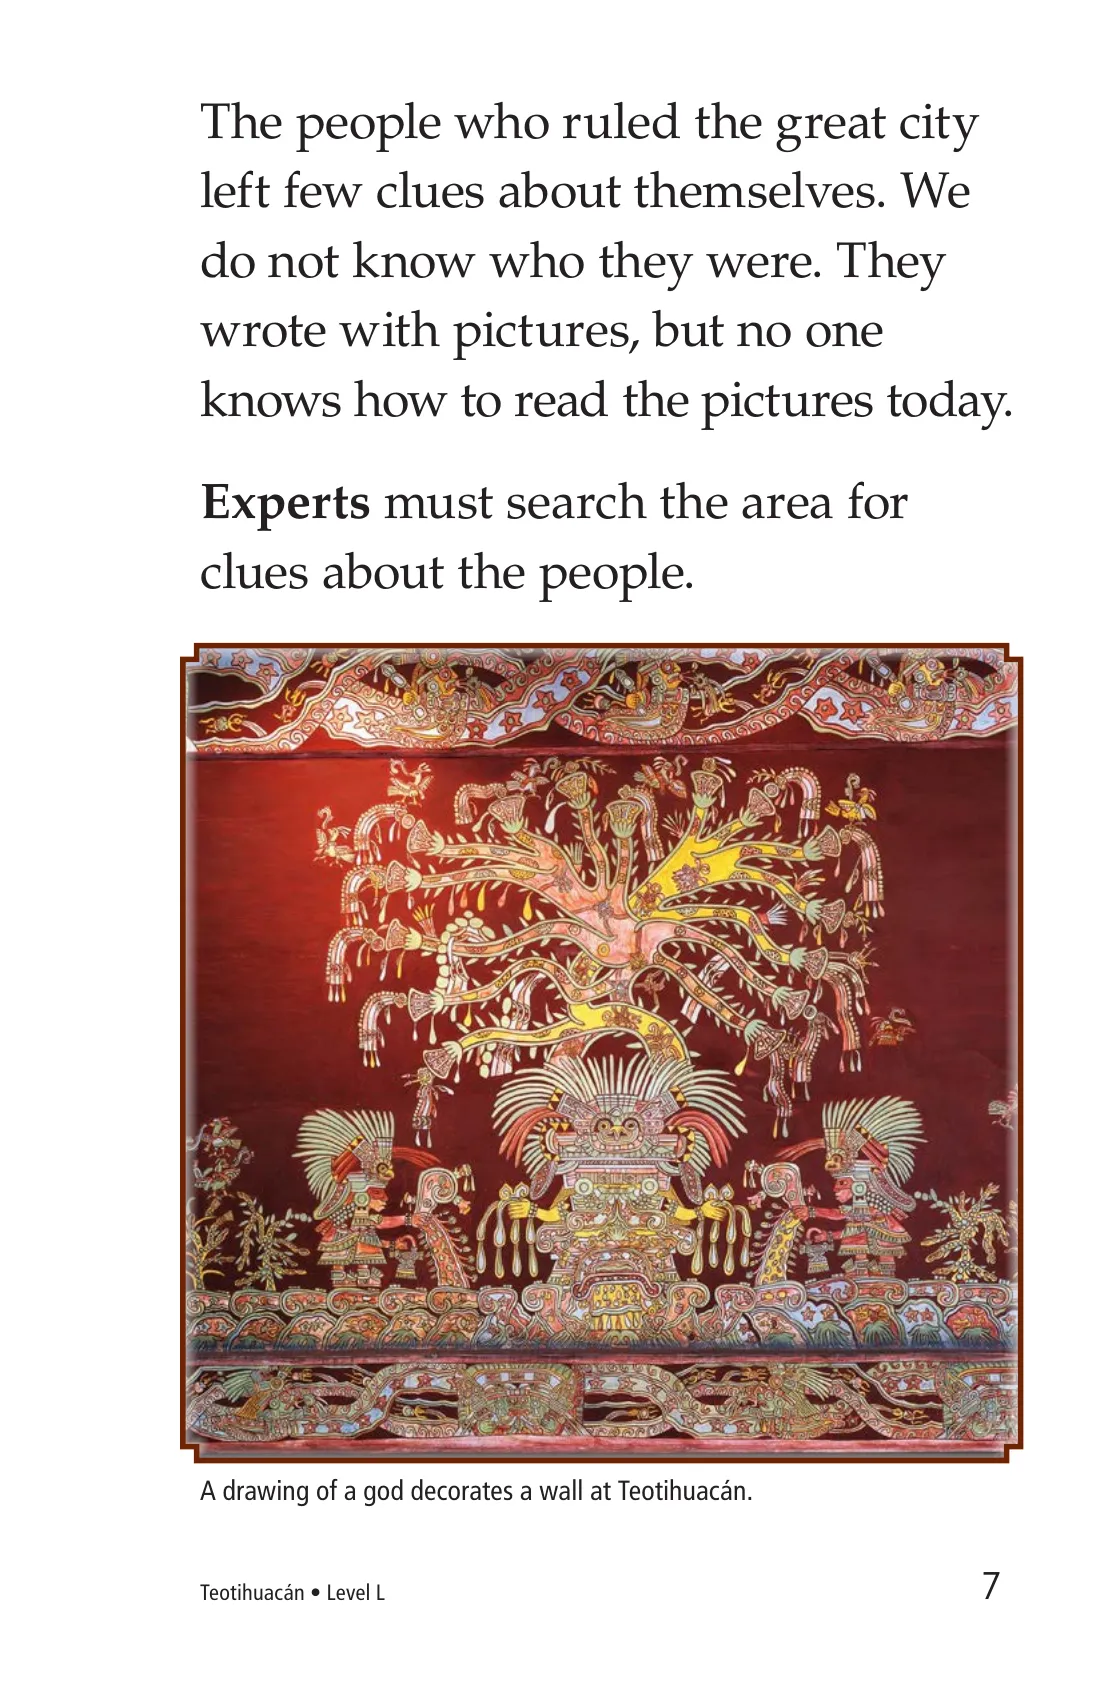 The people who ruled the great city
left few clues about themselves. We
do not know who they were. They
wrote with pictures, but no one
knows how to read the pictures today.
Experts must search the area for
clues about the people.
A drawing of a god decorates a wall at Teotihuacán.
Teotihuacán • Level L
7